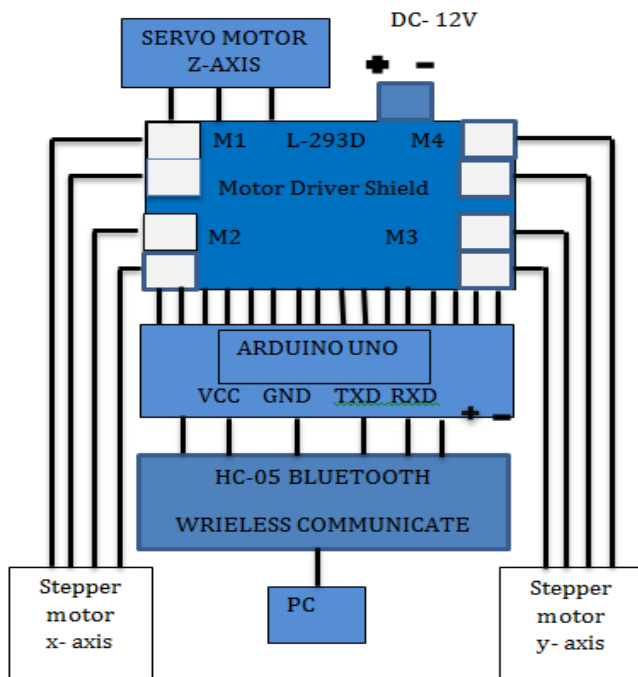 SERVO MOTOR
Z-AXIS
DC- 12V
+ -
M1 L-293D M4
Motor Driver Shield
M2 M3
ARDUINO UNO
VCC GND TXD RXD
+ -
HC-05 BLUETOOTH
WRIELESS COMMUNICATE
PC
Stepper
motor
x- axis
Stepper
motor
y- axis